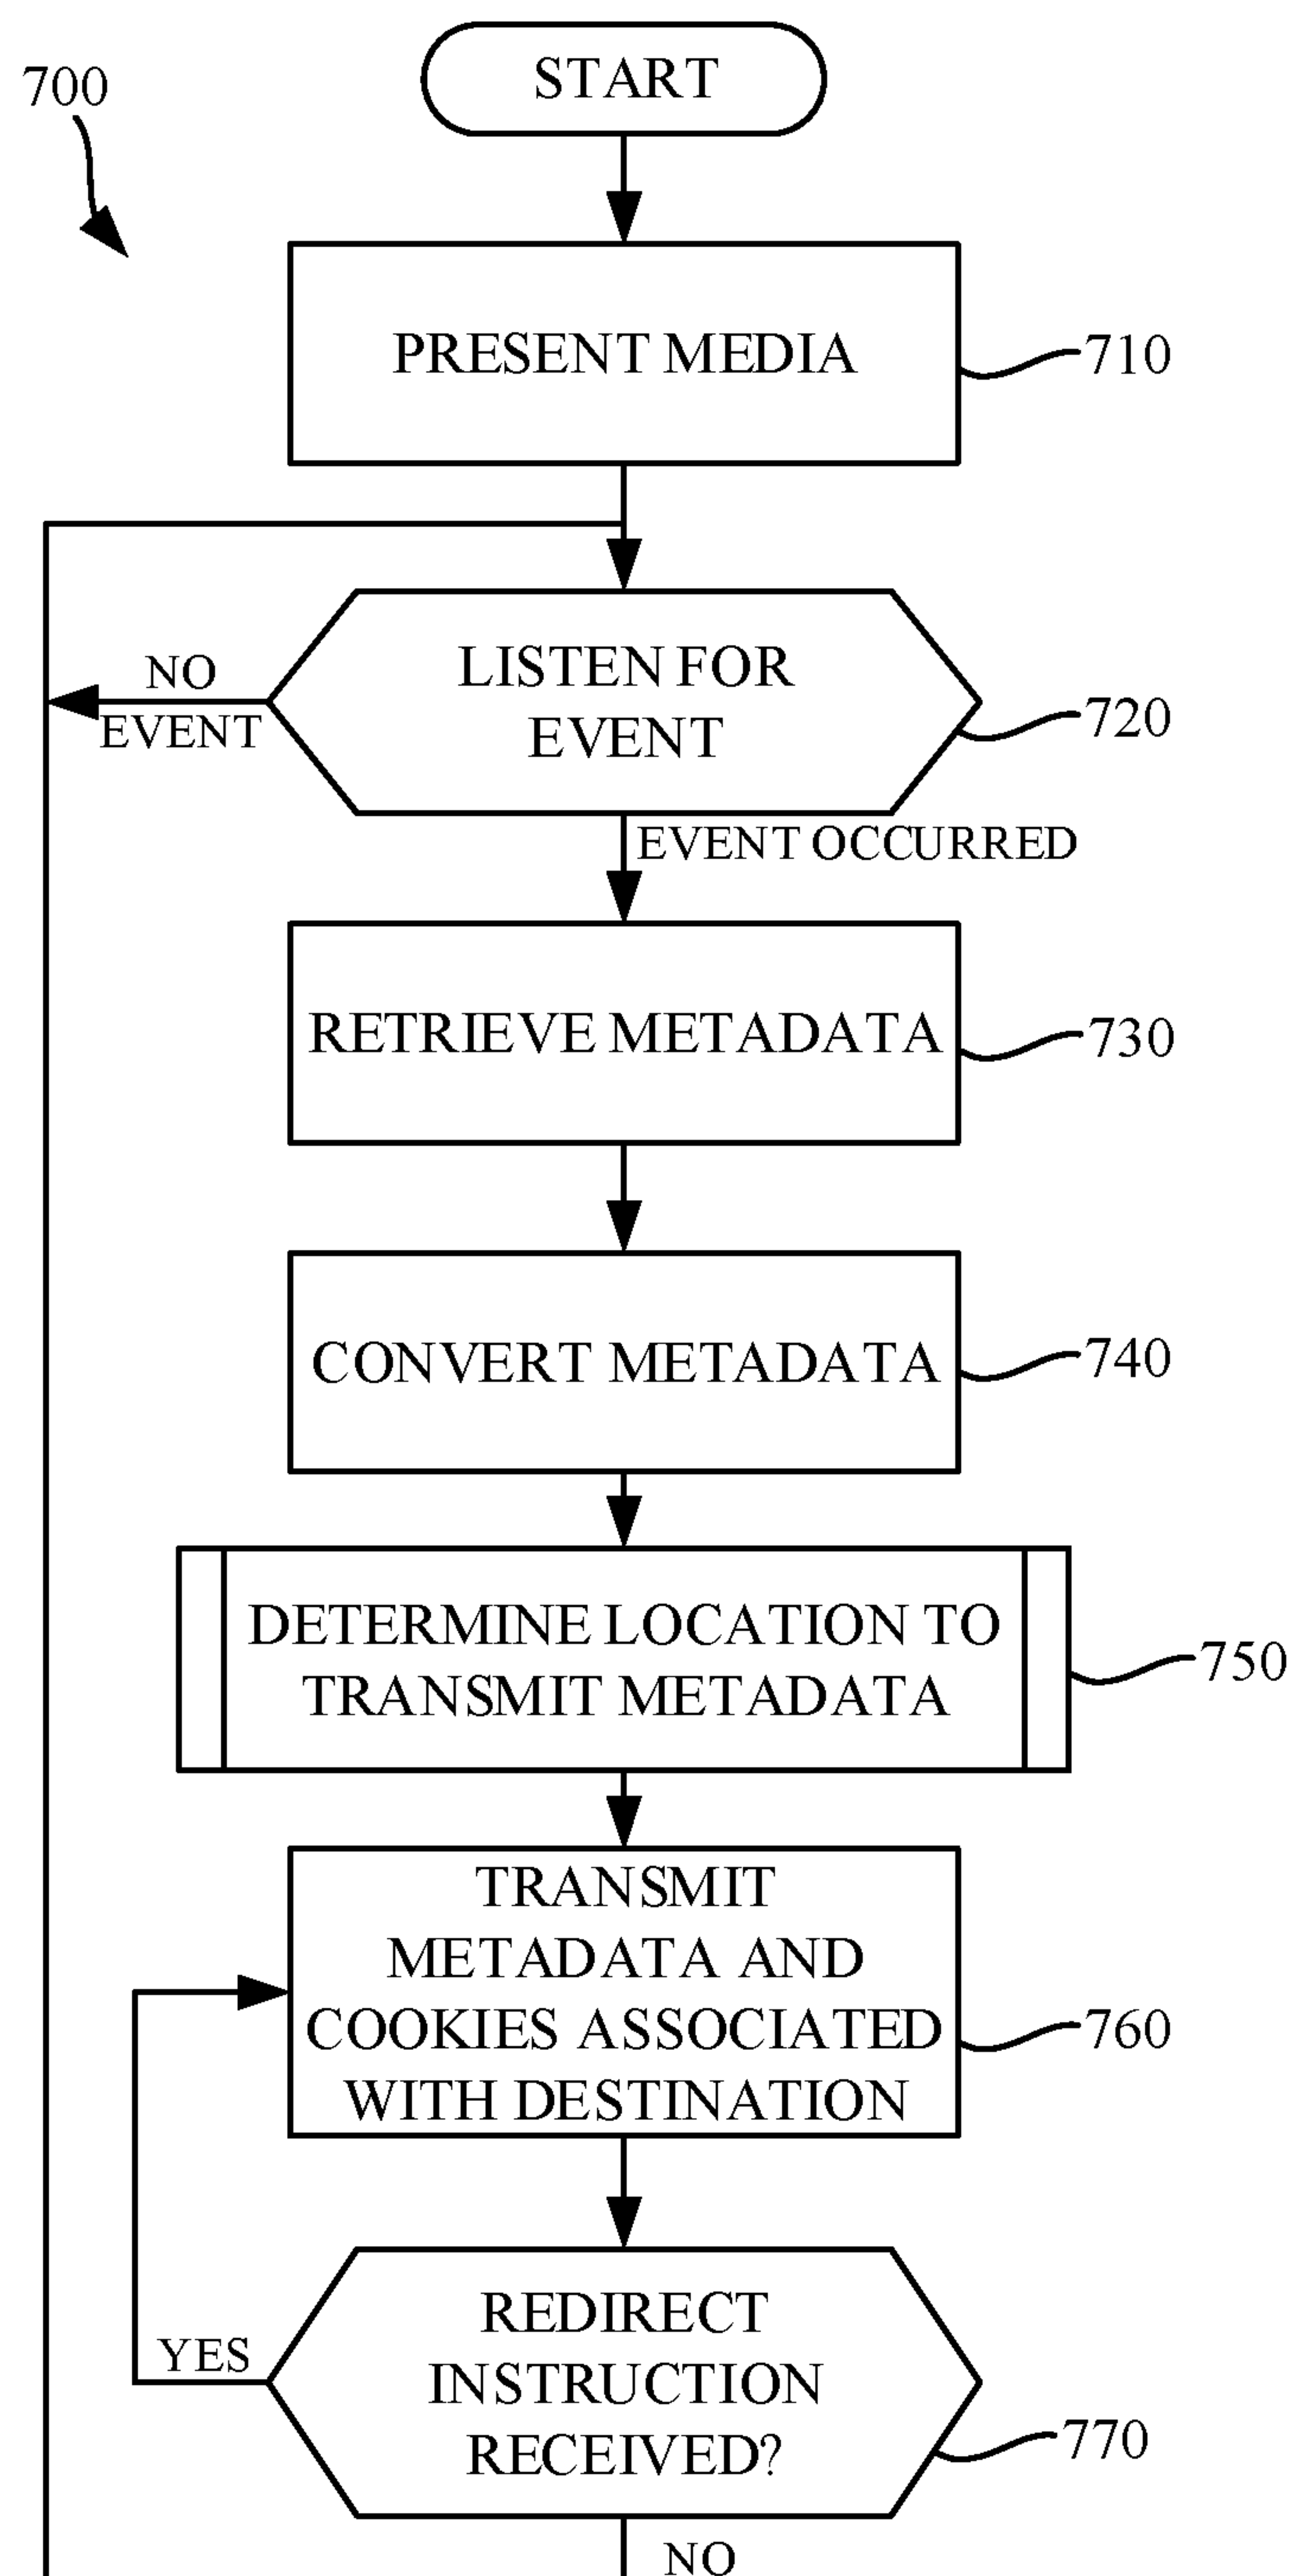 START
700
PRESENT MEDIA
710
LISTEN FOR
EVENT
720
NO
EVENT
EVENT OCCURRED
RETRIEVE METADATA
730
CONVERT METADATA
740
DETERMINE LOCATION TO
TRANSMIT METADATA
750
TRANSMIT
METADATA AND
COOKIES ASSOCIATED
WITH DESTINATION
760
REDIRECT
INSTRUCTION
RECEIVED?
770
YES
NO